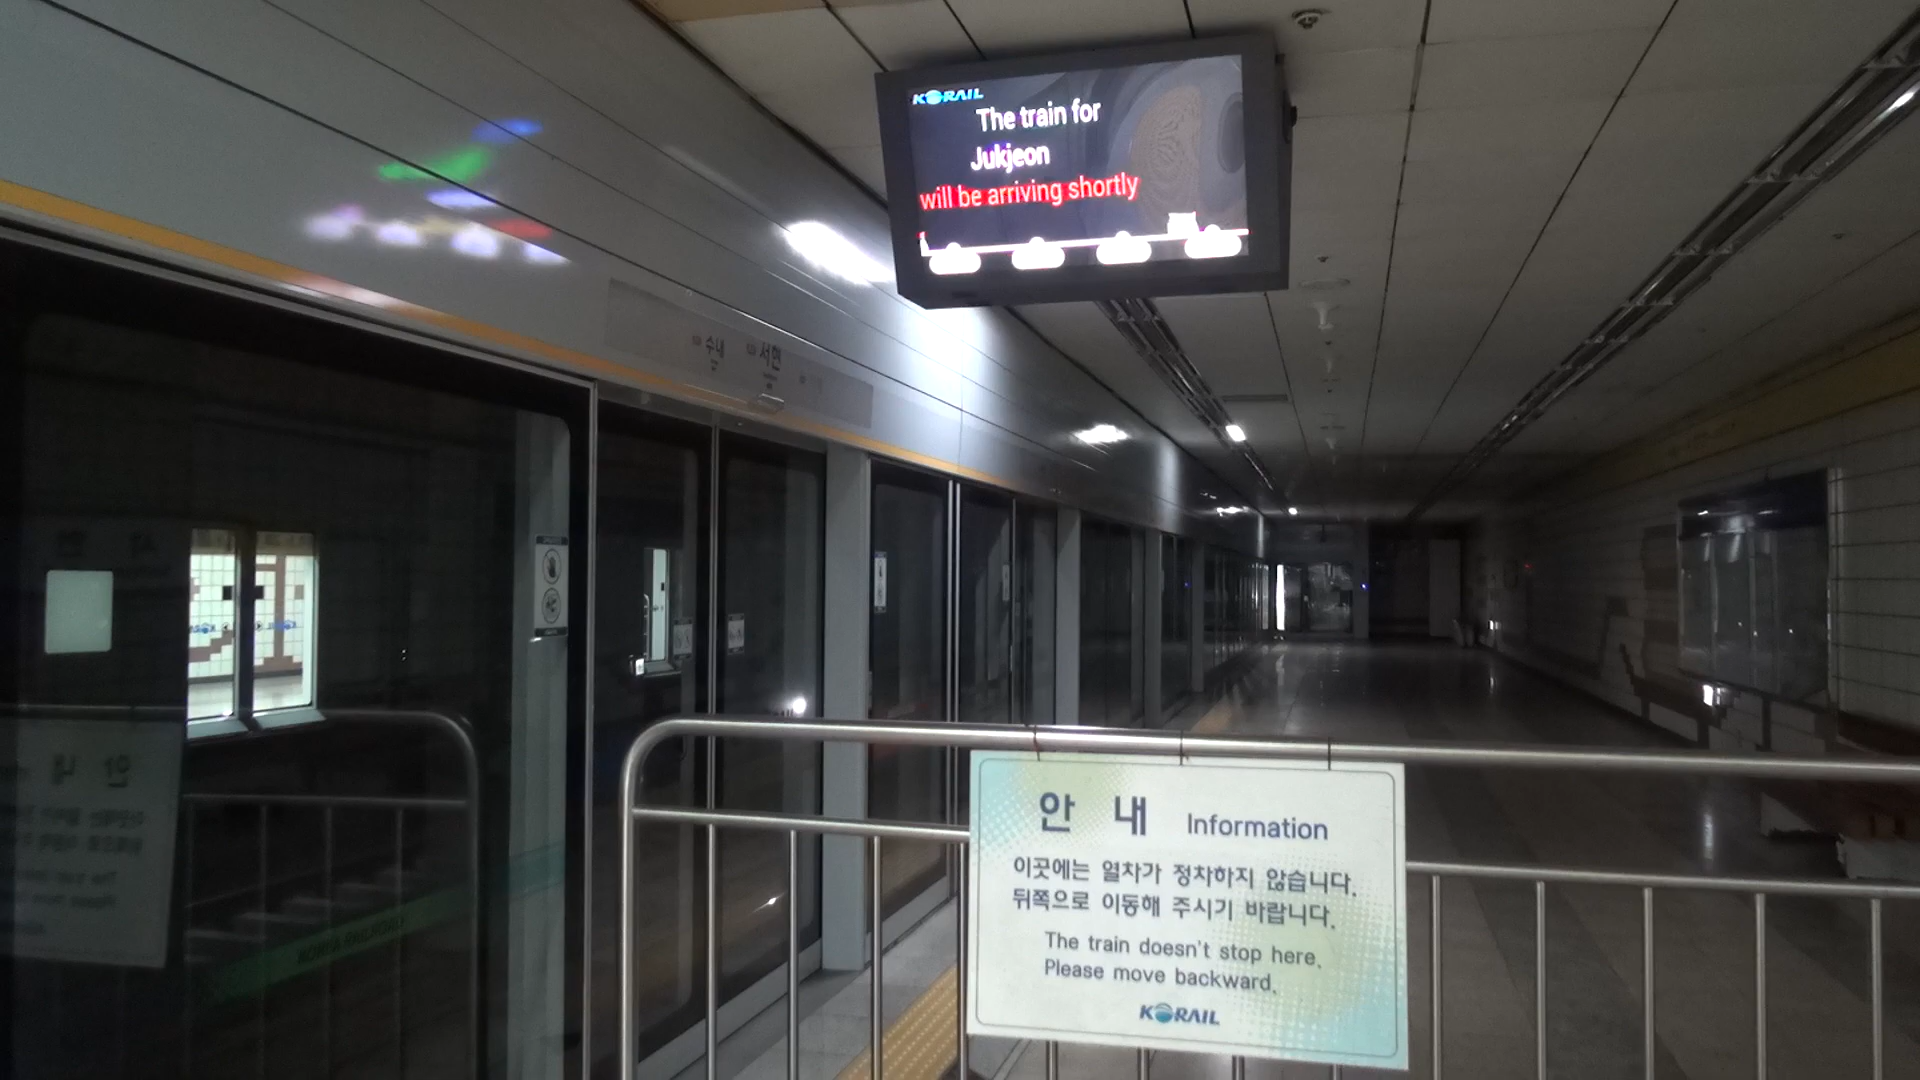 KORAIL
The train for
Jukjeon
will be arriving shortly
수내 서현
안 내 Information
이곳에는 열차가 정차하지 않습니다.
뒤쪽으로 이동해 주시기 바랍니다.
The train doesn't stop here.
Please move backward.
KORAIL